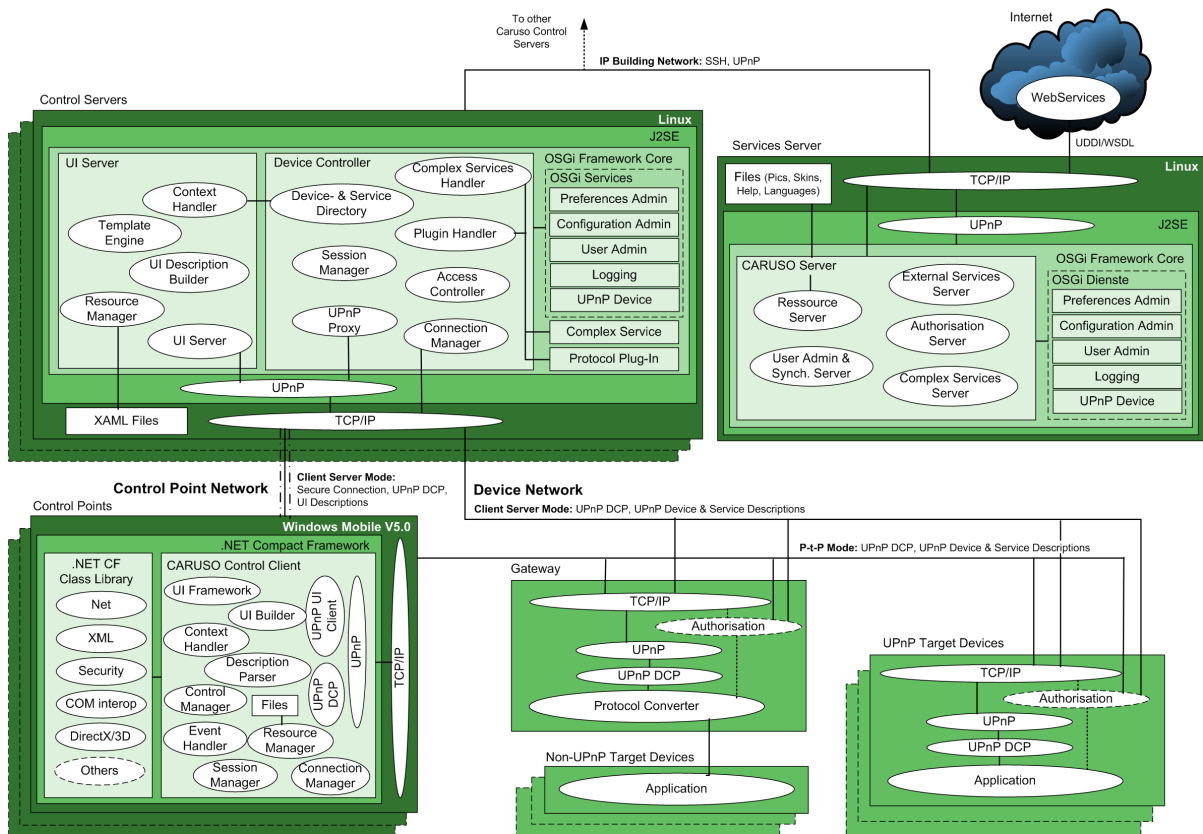 To other
Caruso Control
Servers
Internet
IP Building Network: SSH, UPnP
WebServices
UDDI/WSDL
Control Servers
Linux
J2SE
UI Server
Context
Handler
Template
Engine
UI Description
Builder
Resource
Manager
UI Server
Device Controller
Complex Services
Handler
Device- & Service
Directory
Plugin Handler
Session
Manager
Access
Controller
UPnP
Proxy
Connection
Manager
OSGi Framework Core
OSGi Services
Preferences Admin
Configuration Admin
User Admin
Logging
UPnP Device
Complex Service
Protocol Plug-In
UPnP
XAML Files
TCP/IP
Services Server
Linux
Files (Pics, Skins,
Help, Languages)
TCP/IP
UPnP
J2SE
CARUSO Server
External Services
Server
Ressource
Server
Authorisation
Server
User Admin &
Synch. Server
Complex Services
Server
OSGi Framework Core
OSGi Dienste
Preferences Admin
Configuration Admin
User Admin
Logging
UPnP Device
Control Point Network
Client Server Mode:
Secure Connection, UPnP DCP,
UI Descriptions
Device Network
Client Server Mode: UPnP DCP, UPnP Device & Service Descriptions
P-t-P Mode: UPnP DCP, UPnP Device & Service Descriptions
Control Points
Windows Mobile V5.0
.NET Compact Framework
.NET CF
Class Library
Net
XML
Security
COM interop
DirectX/3D
Others
CARUSO Control Client
UI Framework
UI Builder
Context
Handler
Description
Parser
Control
Manager
Files
Event
Handler
Resource
Manager
Session
Manager
Connection
Manager
UPnP UI
Client
UPnP
DCP
UPnP
TCP/IP
Gateway
TCP/IP
Authorisation
UPnP
UPnP DCP
Protocol Converter
Non-UPnP Target Devices
Application
UPnP Target Devices
TCP/IP
Authorisation
UPnP
UPnP DCP
Application